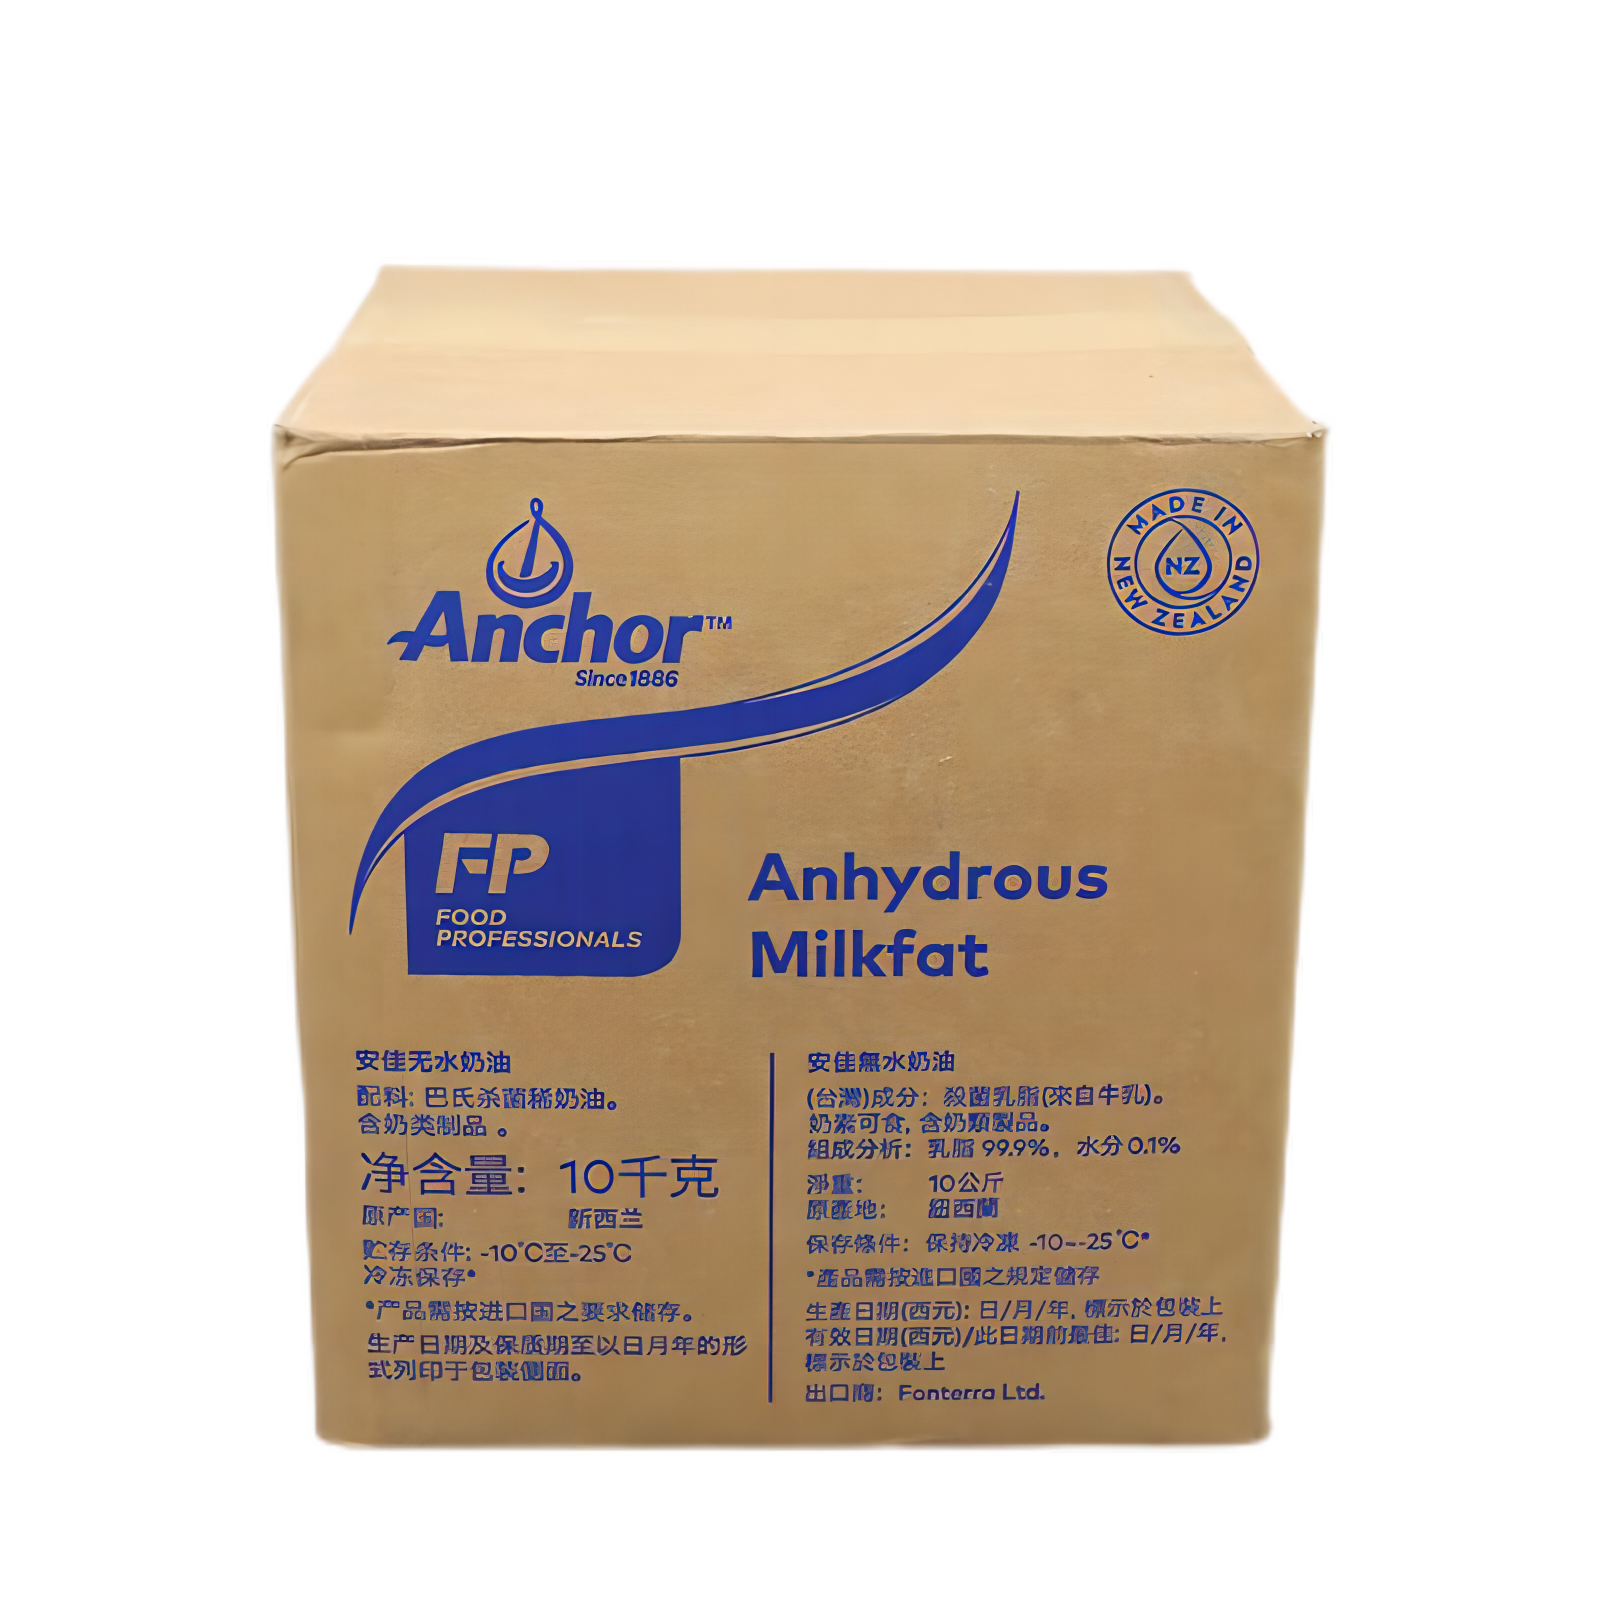 Anchor™
Since 1886
MADE IN
NZ
NEW ZEALAND
FP
FOOD
PROFESSIONALS
Anhydrous
Milkfat
安佳无水奶油
配料: 巴氏杀菌稀奶油。
含奶类制品 。
净含量: 10千克
原产国: 新西兰
贮存条件: -10°C至-25°C
冷冻保存*
*产品需按进口国之要求储存。
生产日期及保质期至以日月年的形
式列印于包装侧面。
安佳無水奶油
(台灣)成分: 殺菌乳脂(來自牛乳)。
奶素可食, 含奶類製品。
組成分析: 乳脂 99.9%, 水分 0.1%
淨重: 10公斤
原產地: 紐西蘭
保存條件: 保持冷凍 -10--25°C*
*產品需按進口國之規定儲存
生產日期(西元): 日/月/年, 標示於包裝上
有效日期(西元)/此日期前最佳: 日/月/年,
標示於包裝上
出口商: Fonterra Ltd.